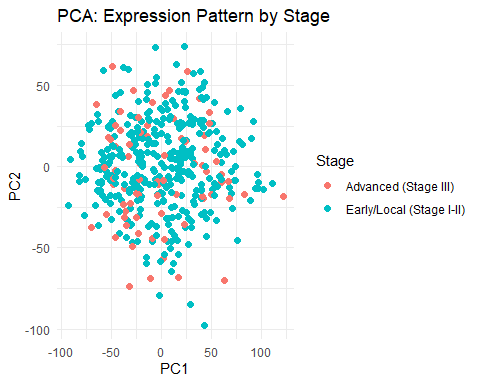 PCA: Expression Pattern by Stage
50
0
-50
-100
PC2
-100
-50
0
50
100
PC1
Stage
Advanced (Stage III)
Early/Local (Stage I-II)